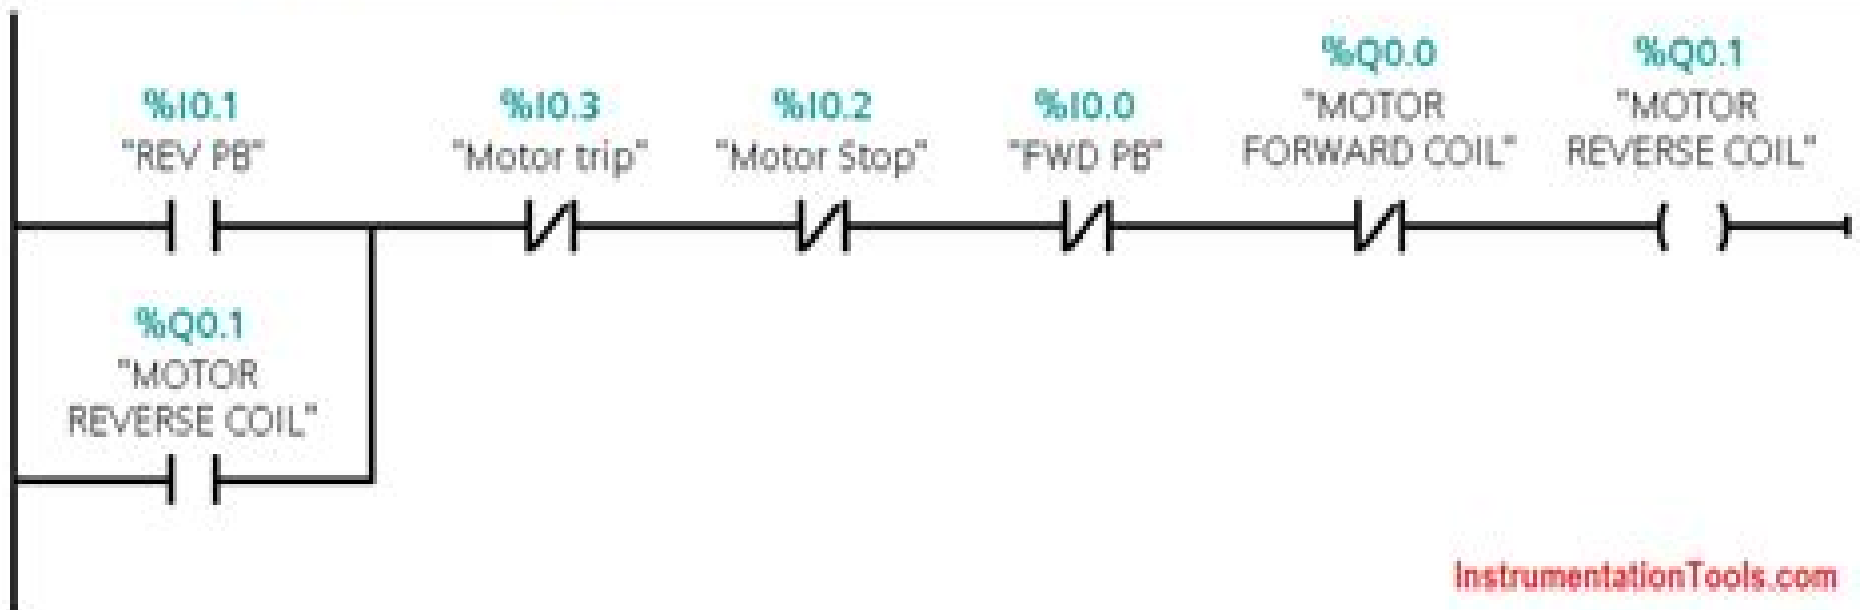 %Q0.0 %Q0.1
%I0.1 %I0.3 %I0.2 %I0.0 "MOTOR "MOTOR
"REV PB" "Motor trip" "Motor Stop" "FWD PB" FORWARD COIL" REVERSE COIL"
%Q0.1
"MOTOR
REVERSE COIL"
InstrumentationTools.com